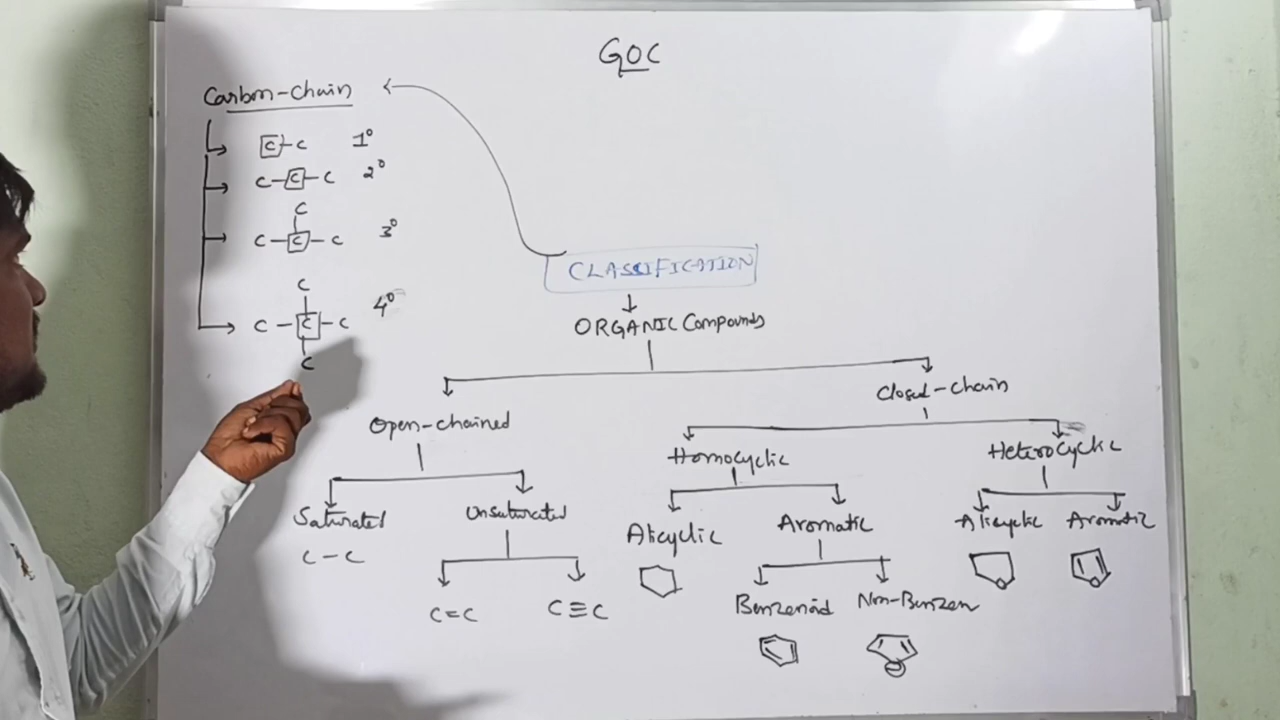 GOC
Carbon-chain
C-C 1°
C-C-C 2°
C
C-C-C 3°
C
C-C-C 4°
C
CLASSIFICATION
ORGANIC Compounds
Open-chained
Closed-chain
Saturated
Unsaturated
C-C
C=C
C≡C
Homocyclic
Heterocyclic
Alicyclic
Aromatic
Alicyclic
Aromatic
Benzenoid
Non-Benzen